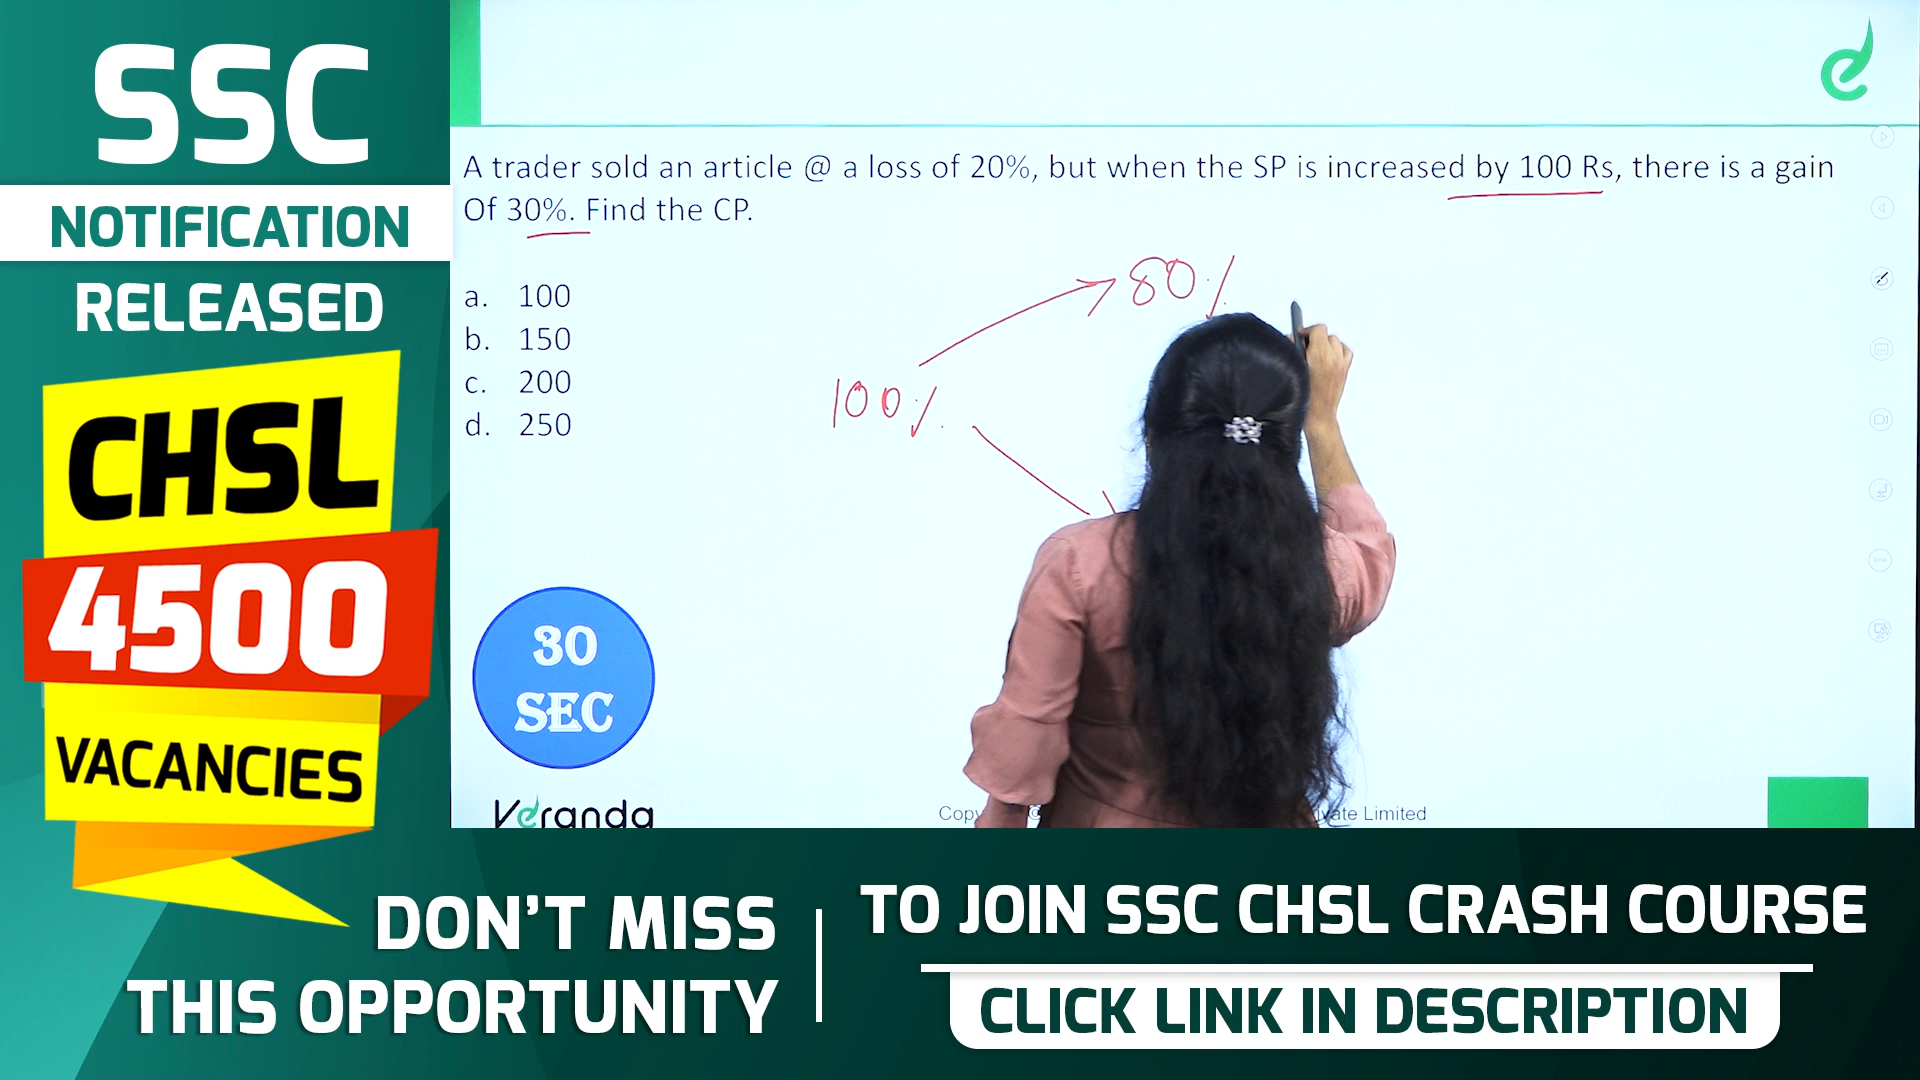 SSC
NOTIFICATION
RELEASED
CHSL
4500
VACANCIES
A trader sold an article @ a loss of 20%, but when the SP is increased by 100 Rs, there is a gain
Of 30%. Find the CP.
a. 100
b. 150
c. 200
d. 250
80%
100%
30
SEC
Veranda
vate Limited
DON'T MISS
THIS OPPORTUNITY
TO JOIN SSC CHSL CRASH COURSE
CLICK LINK IN DESCRIPTION